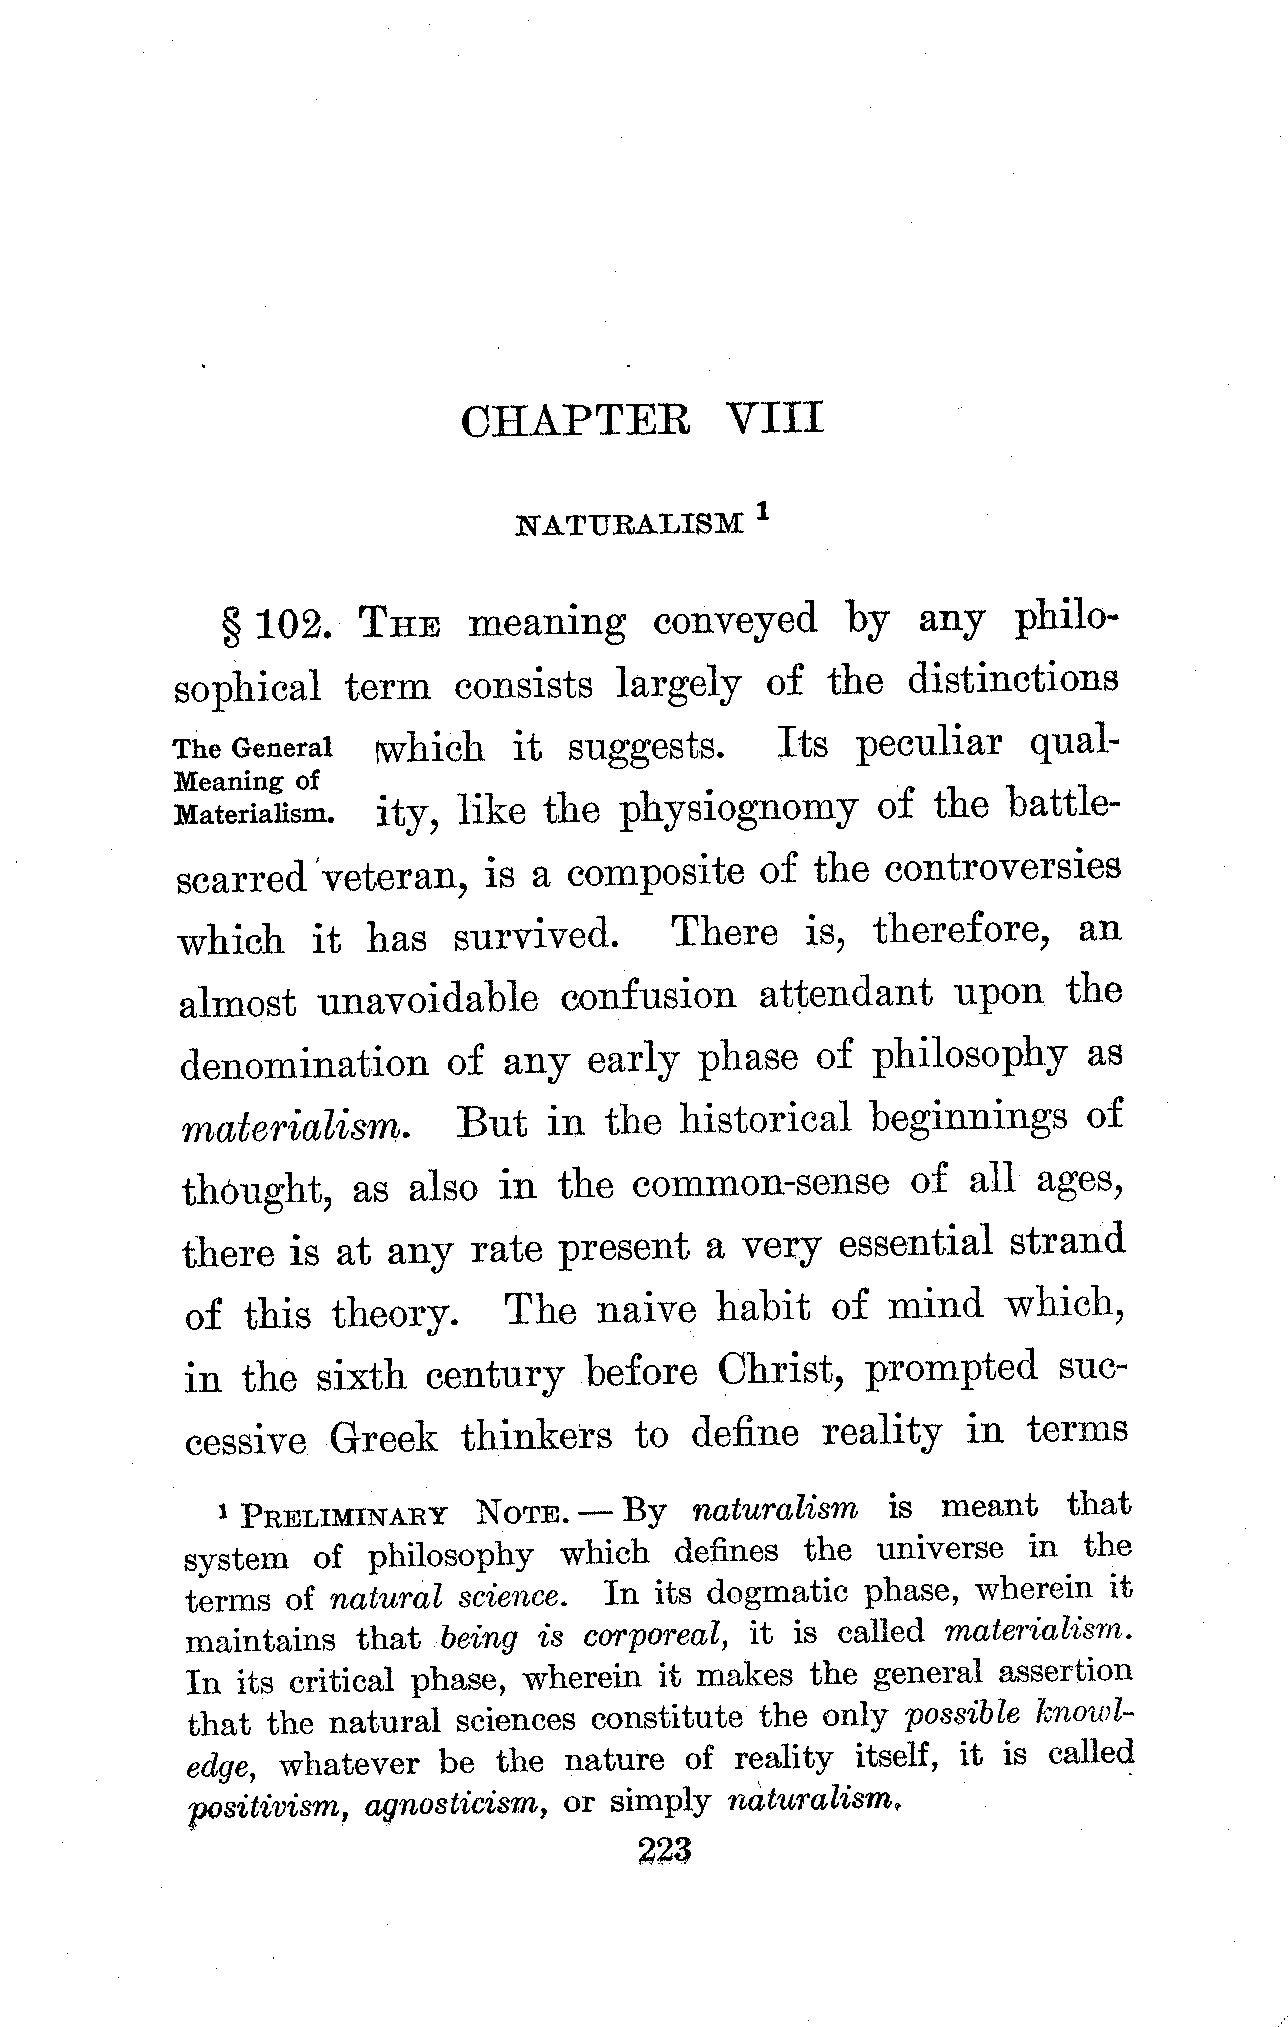 CHAPTER VIII
NATURALISM 1
§ 102. THE meaning conveyed by any philo-
sophical term consists largely of the distinctions
The General
Meaning of
Materialism.
which it suggests. Its peculiar qual-
ity, like the physiognomy of the battle-
scarred veteran, is a composite of the controversies
which it has survived. There is, therefore, an
almost unavoidable confusion attendant upon the
denomination of any early phase of philosophy as
materialism. But in the historical beginnings of
thought, as also in the common-sense of all ages,
there is at any rate present a very essential strand
of this theory. The naive habit of mind which,
in the sixth century before Christ, prompted suc-
cessive Greek thinkers to define reality in terms
1 PRELIMINARY NOTE. — By naturalism is meant that
system of philosophy which defines the universe in the
terms of natural science. In its dogmatic phase, wherein it
maintains that being is corporeal, it is called materialism.
In its critical phase, wherein it makes the general assertion
that the natural sciences constitute the only possible knowl-
edge, whatever be the nature of reality itself, it is called
positivism, agnosticism, or simply naturalism.
223